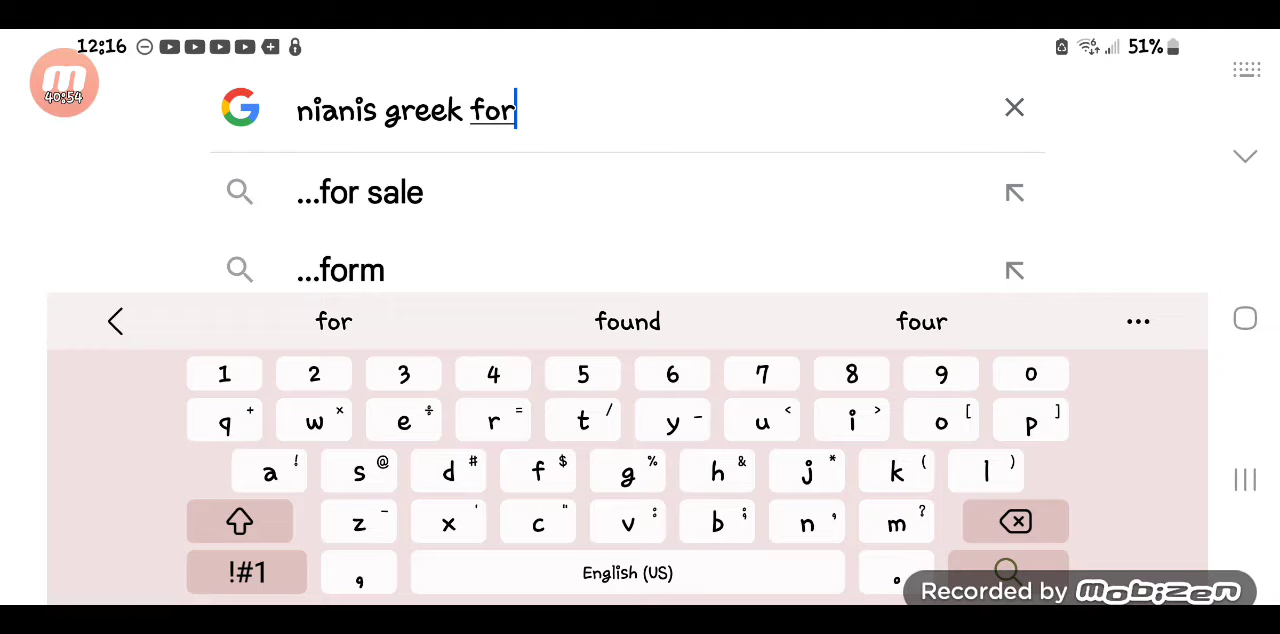 12:16 51%
40:54
nianis greek for
...for sale
...form
for found four
1 2 3 4 5 6 7 8 9 0
q + w × e ÷ r = t / y - u < i > o [ p ]
a ! s @ d # f $ g % h & j * k ( l )
z - x ' c " v : b ; n , m ?
!#1 , English (US) .
Recorded by mobizen